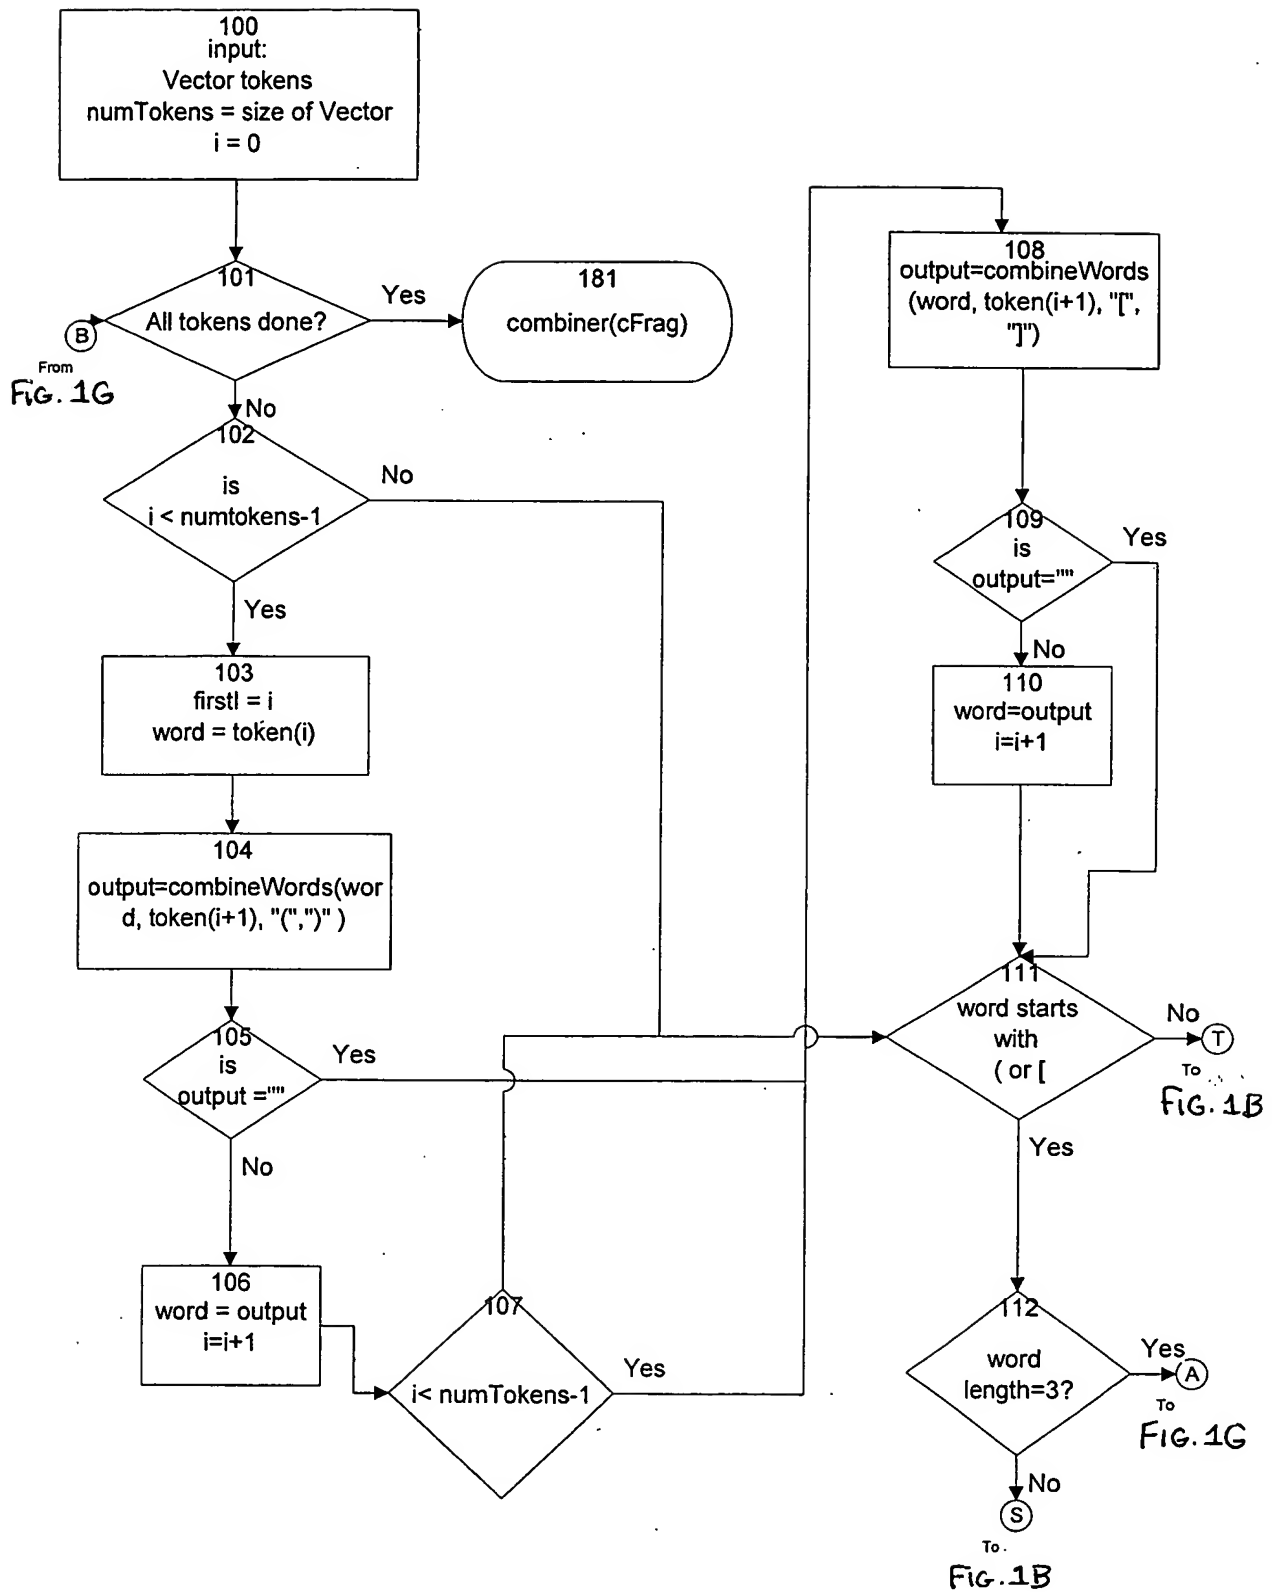 100
input:
Vector tokens
numTokens = size of Vector
i = 0
101
All tokens done?
Yes
181
combiner(cFrag)
B
From
FIG. 1G
No
102
is
i < numtokens-1
No
Yes
103
firstI = i
word = token(i)
104
output=combineWords(wor
d, token(i+1), "(",")" )
105
is
output =""
Yes
No
106
word = output
i=i+1
107
i< numTokens-1
Yes
108
output=combineWords
(word, token(i+1), "[",
"]")
109
is
output=""
Yes
No
110
word=output
i=i+1
111
word starts
with
( or [
No
T
To
FIG. 1B
Yes
112
word
length=3?
Yes
A
To
FIG. 1G
No
S
To
FIG. 1B